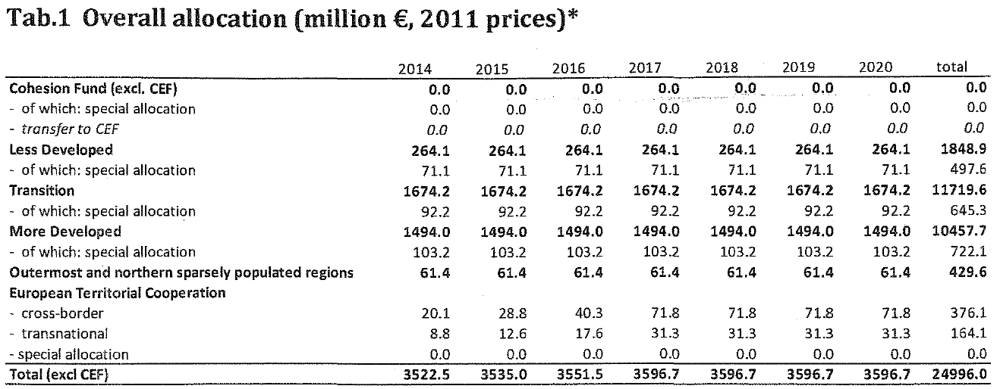 Tab.1 Overall allocation (million €, 2011 prices)*
2014 2015 2016 2017 2018 2019 2020 total
Cohesion Fund (excl. CEF) 0.0 0.0 0.0 0.0 0.0 0.0 0.0 0.0
- of which: special allocation 0.0 0.0 0.0 0.0 0.0 0.0 0.0 0.0
- transfer to CEF 0.0 0.0 0.0 0.0 0.0 0.0 0.0 0.0
Less Developed 264.1 264.1 264.1 264.1 264.1 264.1 264.1 1848.9
- of which: special allocation 71.1 71.1 71.1 71.1 71.1 71.1 71.1 497.6
Transition 1674.2 1674.2 1674.2 1674.2 1674.2 1674.2 1674.2 11719.6
- of which: special allocation 92.2 92.2 92.2 92.2 92.2 92.2 92.2 645.3
More Developed 1494.0 1494.0 1494.0 1494.0 1494.0 1494.0 1494.0 10457.7
- of which: special allocation 103.2 103.2 103.2 103.2 103.2 103.2 103.2 722.1
Outermost and northern sparsely populated regions 61.4 61.4 61.4 61.4 61.4 61.4 61.4 429.6
European Territorial Cooperation
- cross-border 20.1 28.8 40.3 71.8 71.8 71.8 71.8 376.1
- transnational 8.8 12.6 17.6 31.3 31.3 31.3 31.3 164.1
- special allocation 0.0 0.0 0.0 0.0 0.0 0.0 0.0 0.0
Total (excl CEF) 3522.5 3535.0 3551.5 3596.7 3596.7 3596.7 3596.7 24996.0